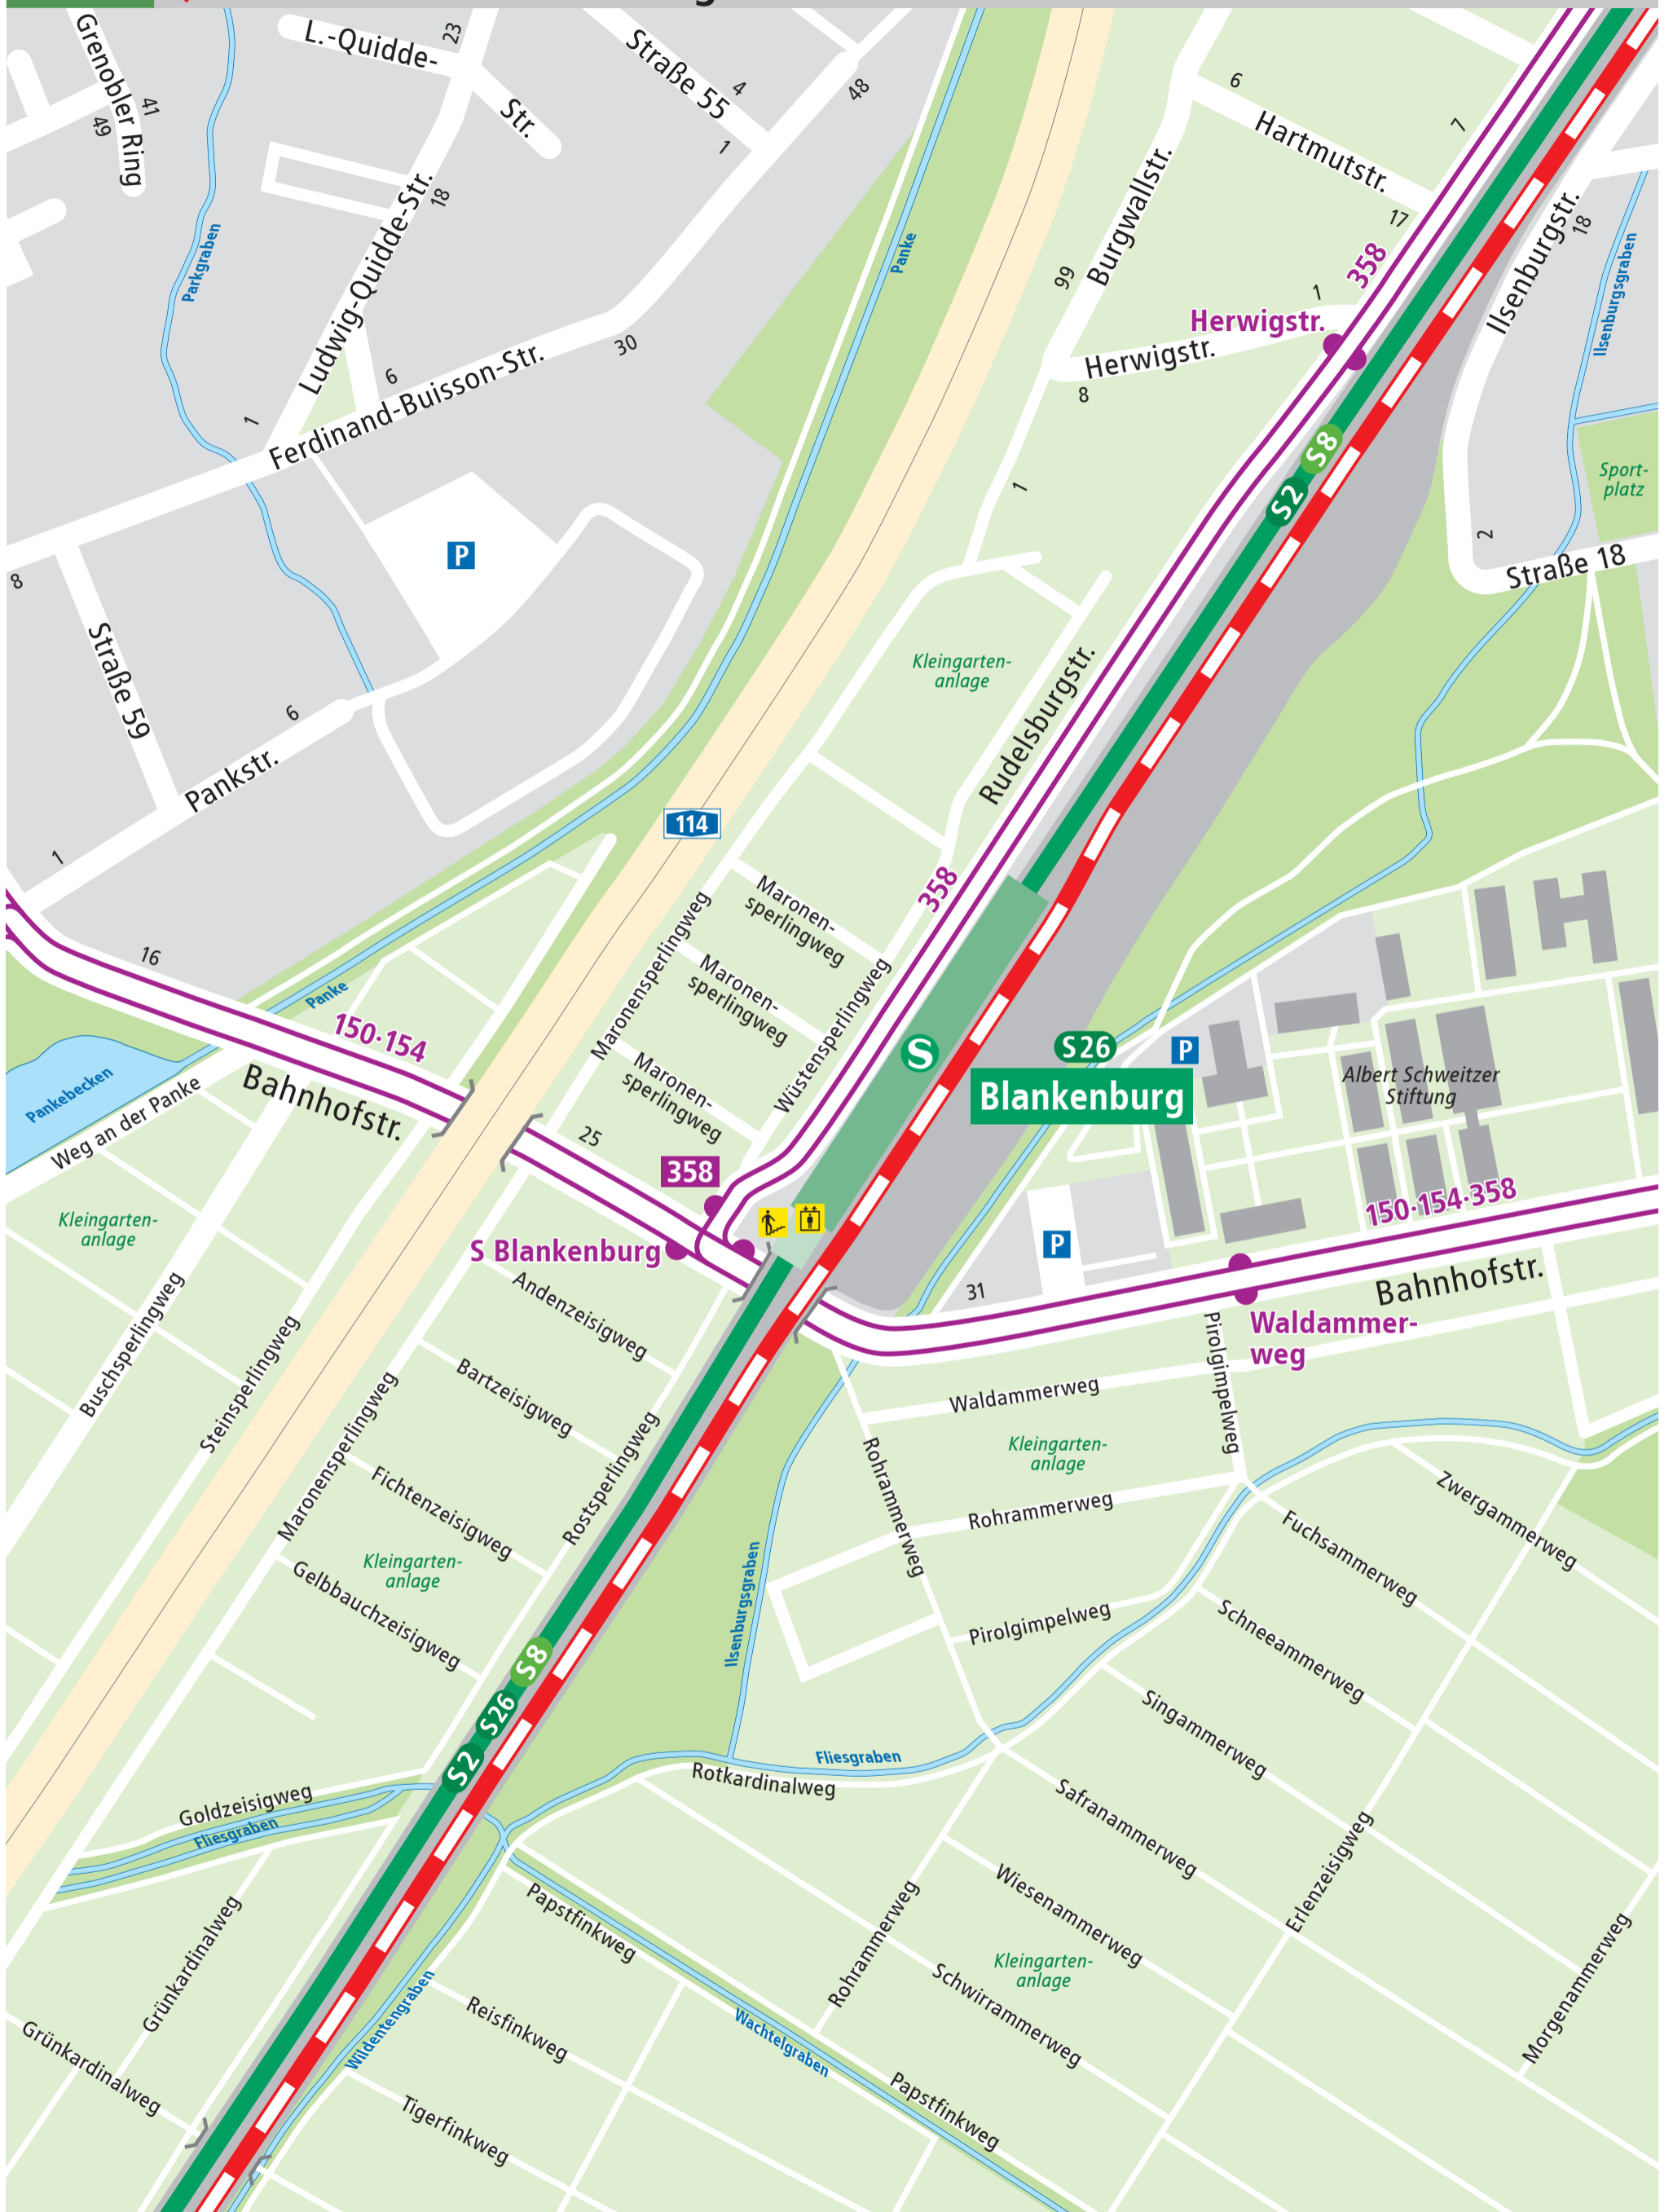 Grenobler Ring
41
49
L.-Quidde-
Str.
23
Straße 55
4
1
48
18
Ludwig-Quidde-Str.
Parkgraben
Panke
6
Hartmutstr.
7
17
358
Burgwallstr.
99
1
Herwigstr.
Herwigstr.
8
Ilsenburgstr.
18
Ilsenburgsgraben
30
6
1
Ferdinand-Buisson-Str.
S8
S2
1
Sport-
platz
2
Straße 18
P
8
Straße 59
6
Pankstr.
1
Kleingarten-
anlage
Rudelsburgstr.
114
358
Maronen-
sperlingweg
Maronensperlingweg
Maronen-
sperlingweg
Wüstensperlingweg
Maronen-
sperlingweg
16
Panke
150·154
Bahnhofstr.
Pankebecken
Weg an der Panke
S
S26
P
Blankenburg
Albert Schweitzer
Stiftung
25
358
S Blankenburg
P
150·154·358
31
Bahnhofstr.
Waldammer-
weg
Kleingarten-
anlage
Buschsperlingweg
Steinsperlingweg
Andenzeisigweg
Bartzeisigweg
Maronensperlingweg
Rostsperlingweg
Fichtenzeisigweg
Kleingarten-
anlage
Gelbbauchzeisigweg
Pirolgimpelweg
Waldammerweg
Kleingarten-
anlage
Rohrammerweg
Rohrammerweg
Zwergammerweg
Fuchsammerweg
Ilsenburgsgraben
Pirolgimpelweg
Schneeammerweg
S8
S26
S2
Singammerweg
Fliesgraben
Rotkardinalweg
Goldzeisigweg
Fliesgraben
Safranammerweg
Erlenzeisigweg
Wiesenammerweg
Rohrammerweg
Papstfinkweg
Grünkardinalweg
Kleingarten-
anlage
Schwirrammerweg
Morgenammerweg
Wildentengraben
Reisfinkweg
Wachtelgraben
Grünkardinalweg
Tigerfinkweg
Papstfinkweg